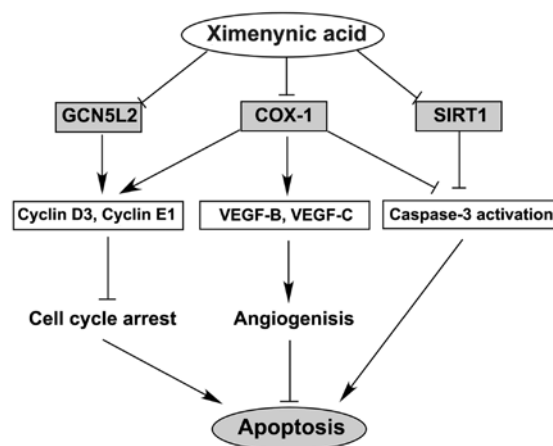 Ximenynic acid
GCN5L2
COX-1
SIRT1
Cyclin D3, Cyclin E1
VEGF-B, VEGF-C
Caspase-3 activation
Cell cycle arrest
Angiogenisis
Apoptosis